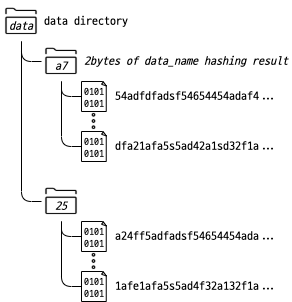 data data directory
a7 2bytes of data_name hashing result
0101
0101 54adfdfadsf54654454adaf4...
0101
0101 dfa21afa5s5ad42a1sd32f1a...
25
0101
0101 a24ff5adfadsf54654454ada...
0101
0101 1afe1afa5s5ad4f32a132f1a...